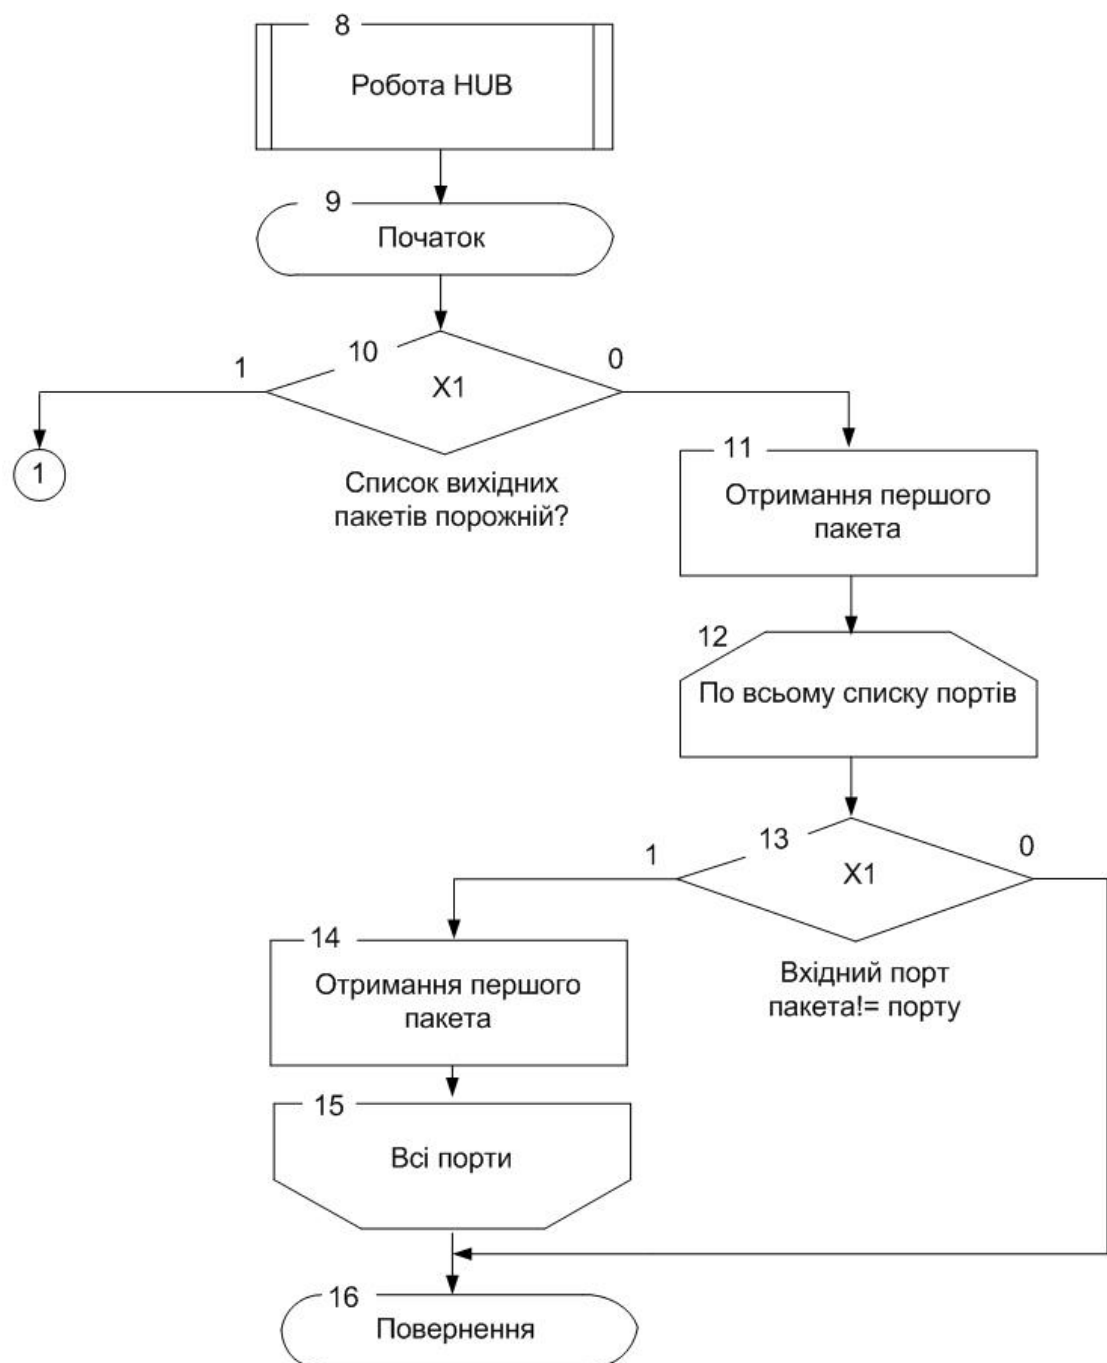 8
Робота HUB
9
Початок
10
1
0
X1
1
Список вихідних
пакетів порожній?
11
Отримання першого
пакета
12
По всьому списку портів
13
1
0
X1
Вхідний порт
пакета!= порту
14
Отримання першого
пакета
15
Всі порти
16
Повернення